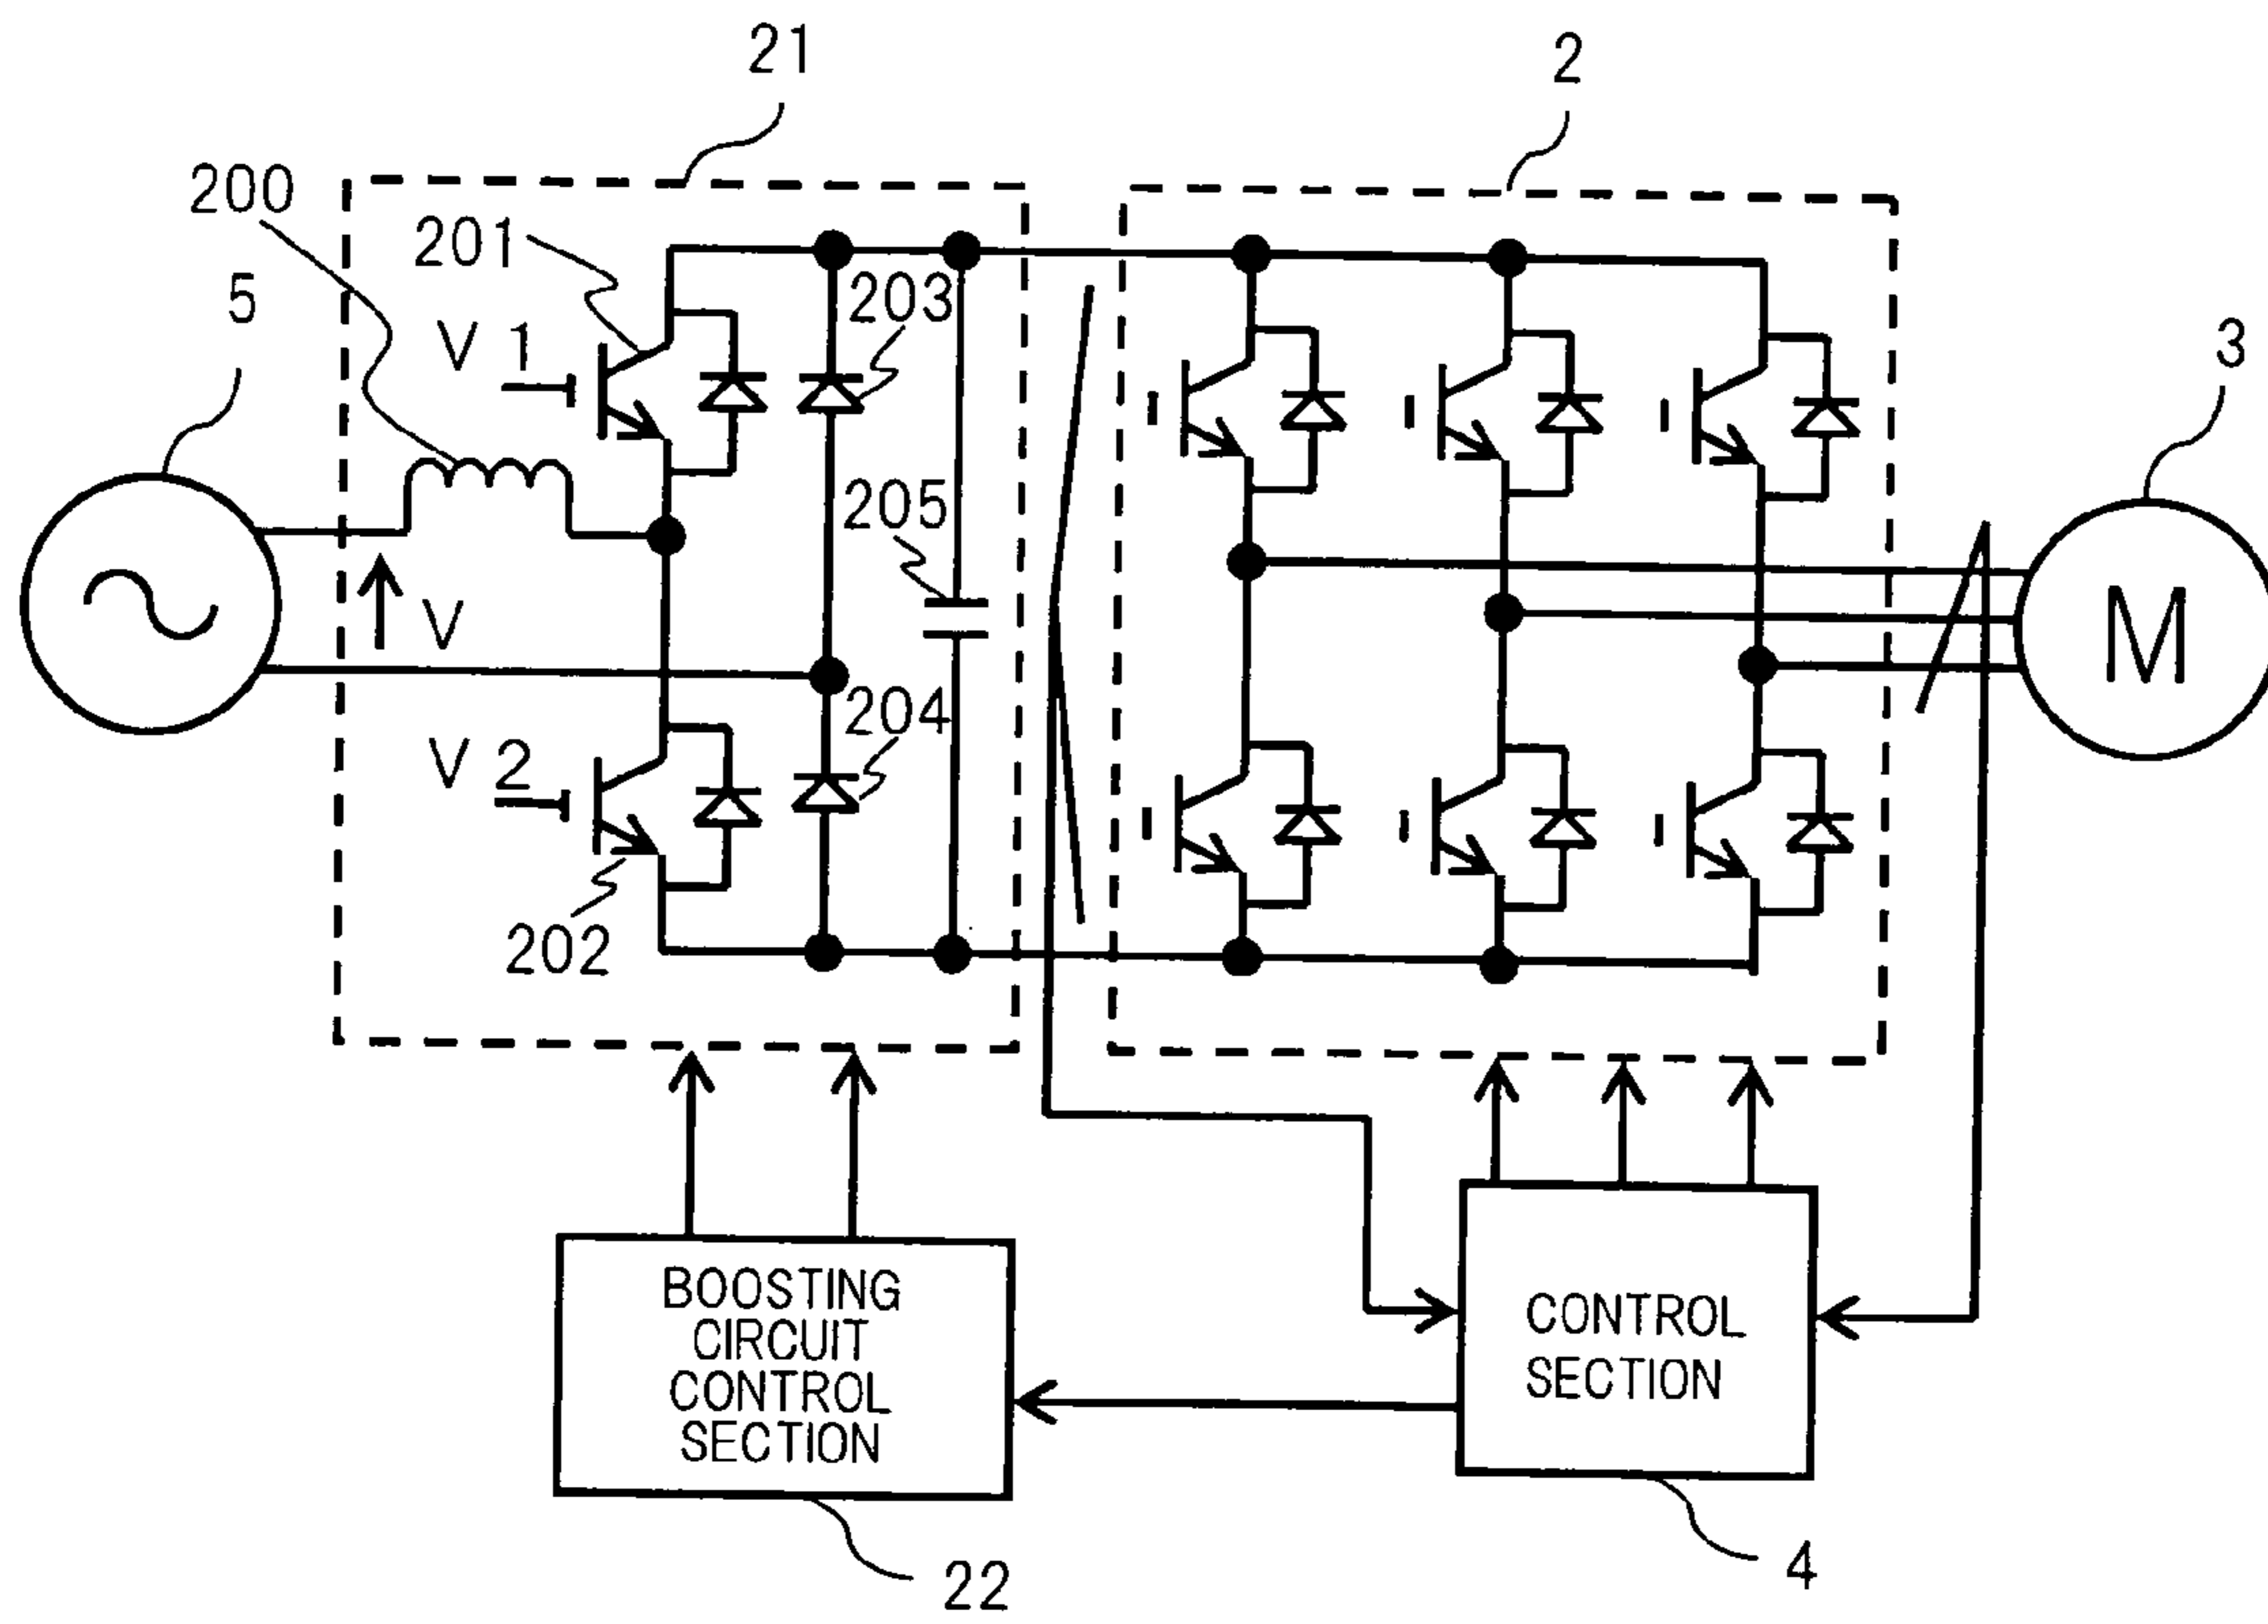 21
2
200
201
5
203
V 1
3
205
V
M
204
V 2
202
BOOSTING
CIRCUIT
CONTROL
SECTION
CONTROL
SECTION
22
4